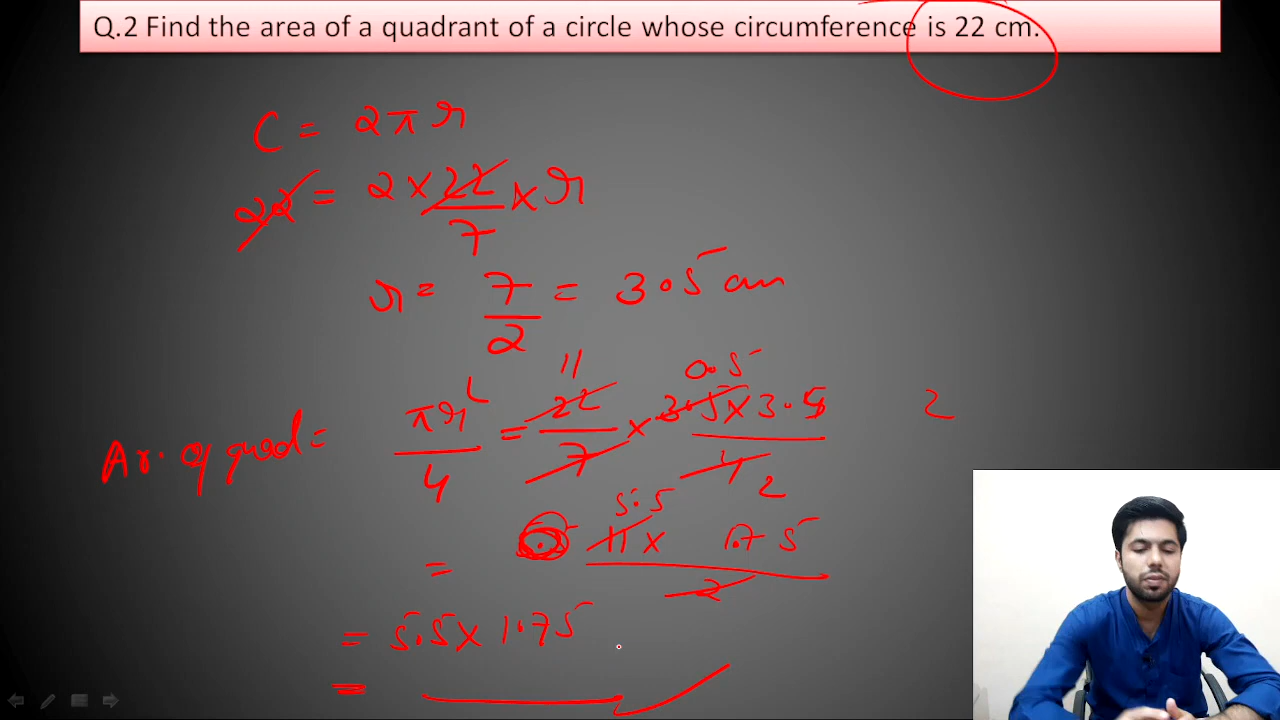 Q.2 Find the area of a quadrant of a circle whose circumference is 22 cm.
C = 2πr
22 = 2 × 22/7 × r
r = 7/2 = 3.5 cm
11 0.5
Ar. of quad = πr²/4 = 22/7 × 3.5 × 3.5/4 2
2
5.5
= 11 × 1.75/2
= 5.5 × 1.75
=